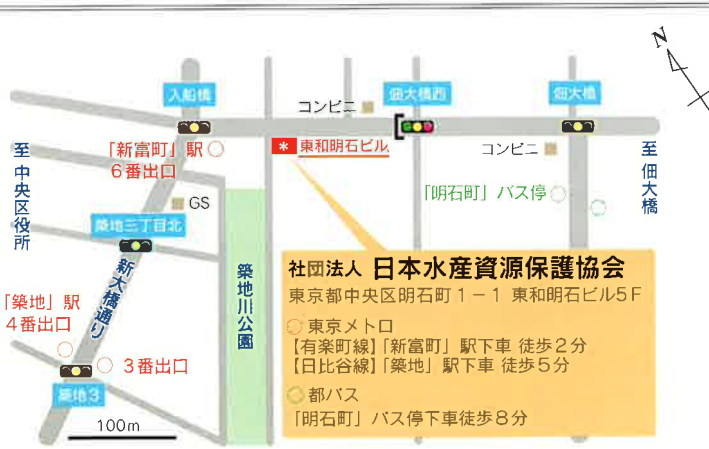 N
入船橋
コンビニ
佃大橋西
佃大橋
至 中央区役所
「新富町」駅
6番出口
* 東和明石ビル
コンビニ
至 佃大橋
GS
「明石町」バス停
築地三丁目北
新大橋通り
築地川公園
「築地」駅
4番出口
3番出口
築地3
100m
社団法人 日本水産資源保護協会
東京都中央区明石町1-1 東和明石ビル5F
東京メトロ
【有楽町線】「新富町」駅下車 徒歩2分
【日比谷線】「築地」駅下車 徒歩5分
都バス
「明石町」バス停下車徒歩8分